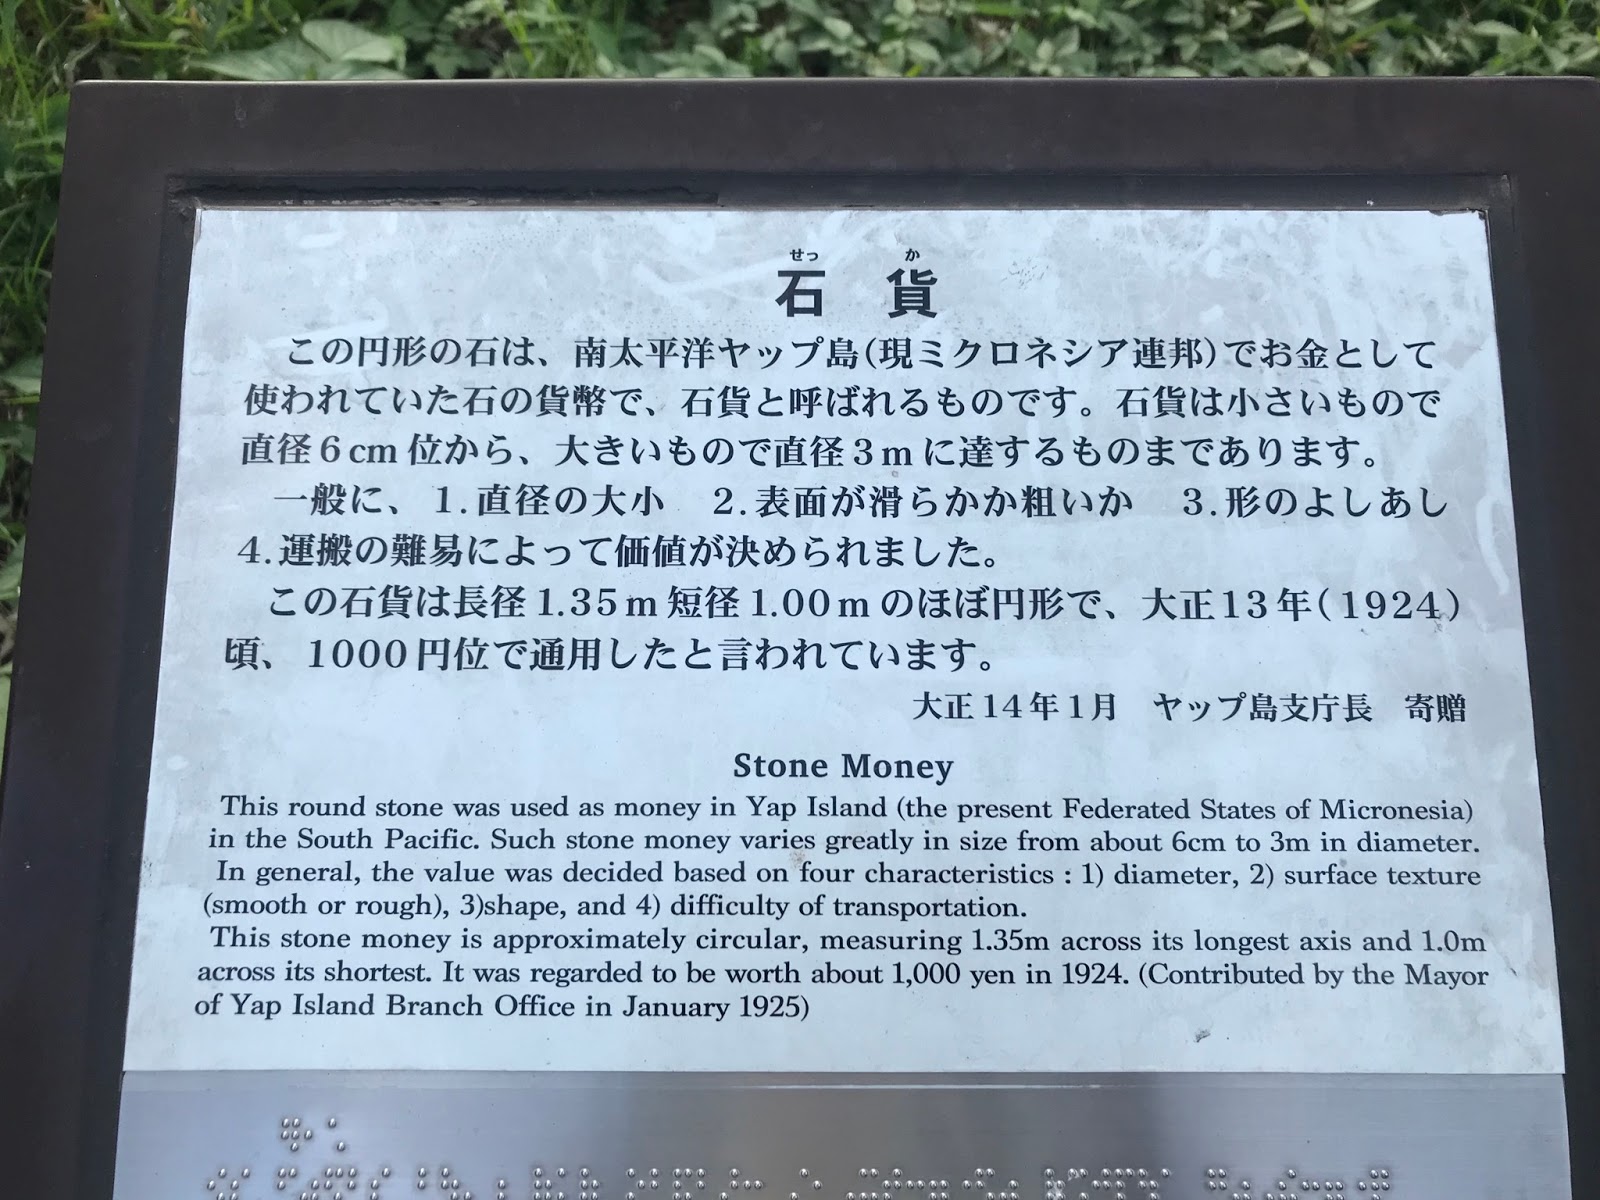 せっ か
石 貨
この円形の石は、南太平洋ヤップ島(現ミクロネシア連邦)でお金として
使われていた石の貨幣で、石貨と呼ばれるものです。石貨は小さいもので
直径6cm位から、大きいもので直径3mに達するものまであります。
一般に、1.直径の大小 2.表面が滑らかか粗いか 3.形のよしあし
4.運搬の難易によって価値が決められました。
この石貨は長径1.35m短径1.00mのほぼ円形で、大正13年(1924)
頃、1000円位で通用したと言われています。
大正14年1月 ヤップ島支庁長 寄贈
Stone Money
This round stone was used as money in Yap Island (the present Federated States of Micronesia)
in the South Pacific. Such stone money varies greatly in size from about 6cm to 3m in diameter.
In general, the value was decided based on four characteristics : 1) diameter, 2) surface texture
(smooth or rough), 3)shape, and 4) difficulty of transportation.
This stone money is approximately circular, measuring 1.35m across its longest axis and 1.0m
across its shortest. It was regarded to be worth about 1,000 yen in 1924. (Contributed by the Mayor
of Yap Island Branch Office in January 1925)